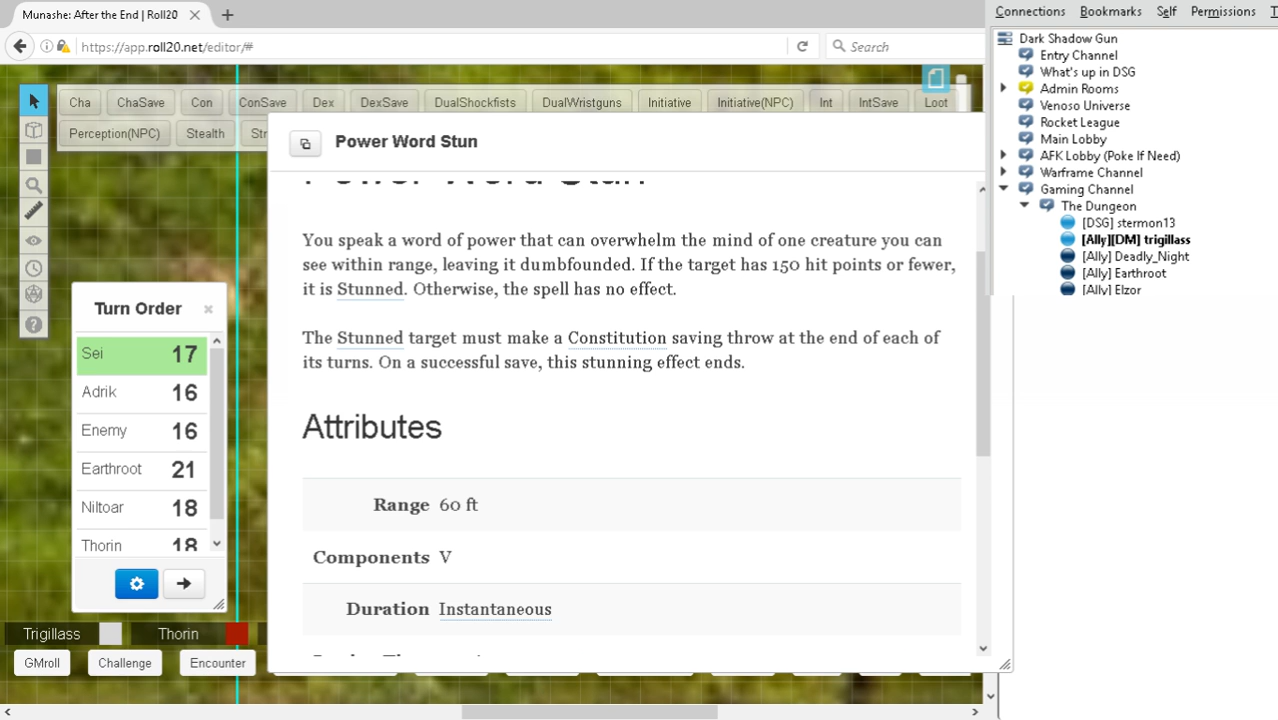 Munashe: After the End | Roll20
https://app.roll20.net/editor/#
Search
Cha ChaSave Con ConSave Dex DexSave DualShockfists DualWristguns Initiative Initiative(NPC) Int IntSave Loot
Perception(NPC) Stealth Str
Power Word Stun
Power Word Stun
You speak a word of power that can overwhelm the mind of one creature you can
see within range, leaving it dumbfounded. If the target has 150 hit points or fewer,
it is Stunned. Otherwise, the spell has no effect.
The Stunned target must make a Constitution saving throw at the end of each of
its turns. On a successful save, this stunning effect ends.
Attributes
Range 60 ft
Components V
Duration Instantaneous
Turn Order
Sei 17
Adrik 16
Enemy 16
Earthroot 21
Niltoar 18
Thorin 18
Trigillass Thorin
GMroll Challenge Encounter
Connections Bookmarks Self Permissions T
Dark Shadow Gun
Entry Channel
What's up in DSG
Admin Rooms
Venoso Universe
Rocket League
Main Lobby
AFK Lobby (Poke If Need)
Warframe Channel
Gaming Channel
The Dungeon
[DSG] stermon13
[Ally][DM] trigillass
[Ally] Deadly_Night
[Ally] Earthroot
[Ally] Elzor